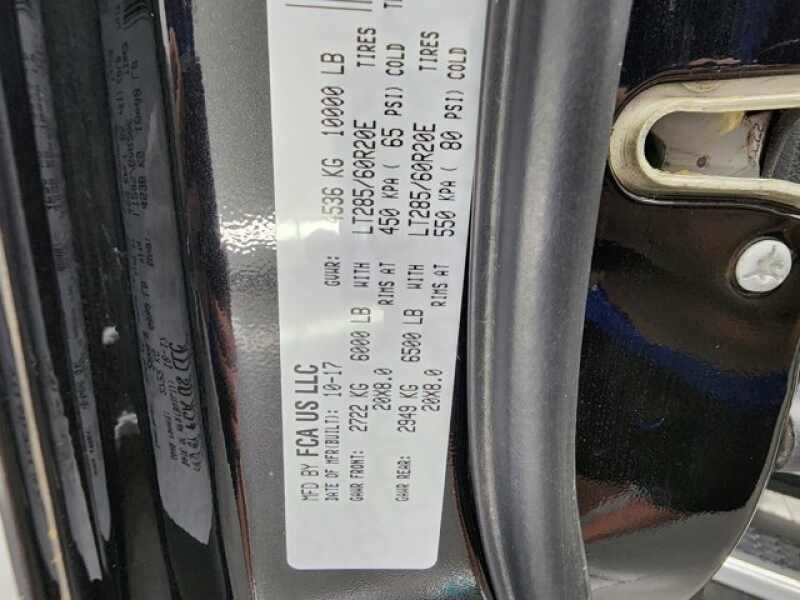 MFD BY FCA US LLC
DATE OF MFR(BUILT): 10-17 GVWR: 4536 KG 10000 LB
GAWR FRONT: 2722 KG 6000 LB WITH LT285/60R20E TIRES
20X8.0 RIMS AT 450 KPA ( 65 PSI) COLD
GAWR REAR: 2949 KG 6500 LB WITH LT285/60R20E TIRES
20X8.0 RIMS AT 550 KPA ( 80 PSI) COLD